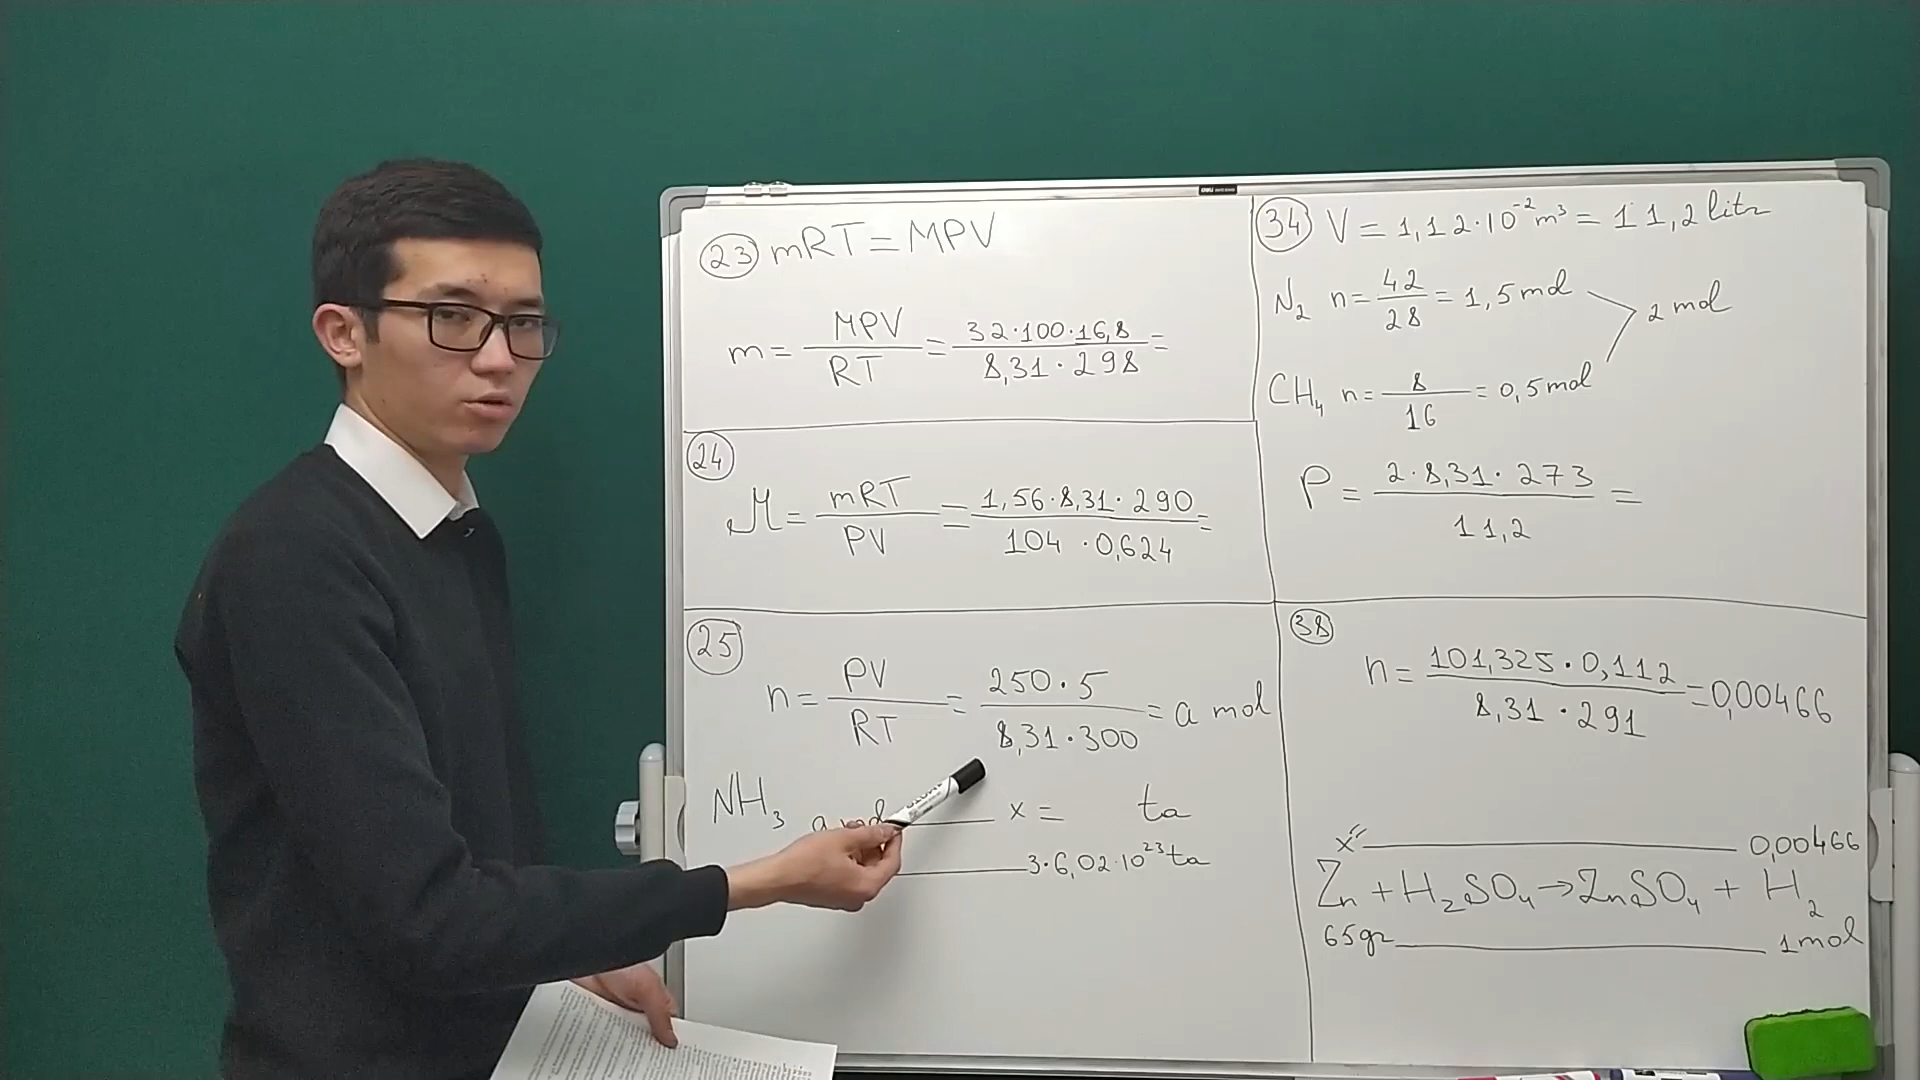 23 mRT = MPV
m = MPV/RT = 32·100·16,8/8,31·298 =
24
M = mRT/PV = 1,56·8,31·290/104·0,624 =
25
n = PV/RT = 250·5/8,31·300 = a mol
NH₃ a x = ta
3·6,02·10²³ ta
34 V = 1,12·10⁻² m³ = 11,2 litr
N₂ n = 42/28 = 1,5 mol
2 mol
CH₄ n = 8/16 = 0,5 mol
P = 2·8,31·273/11,2 =
38
n = 101,325·0,112/8,31·291 = 0,00466
x 0,00466
Zn + H₂SO₄ → ZnSO₄ + H₂
65gr 1mol
deli